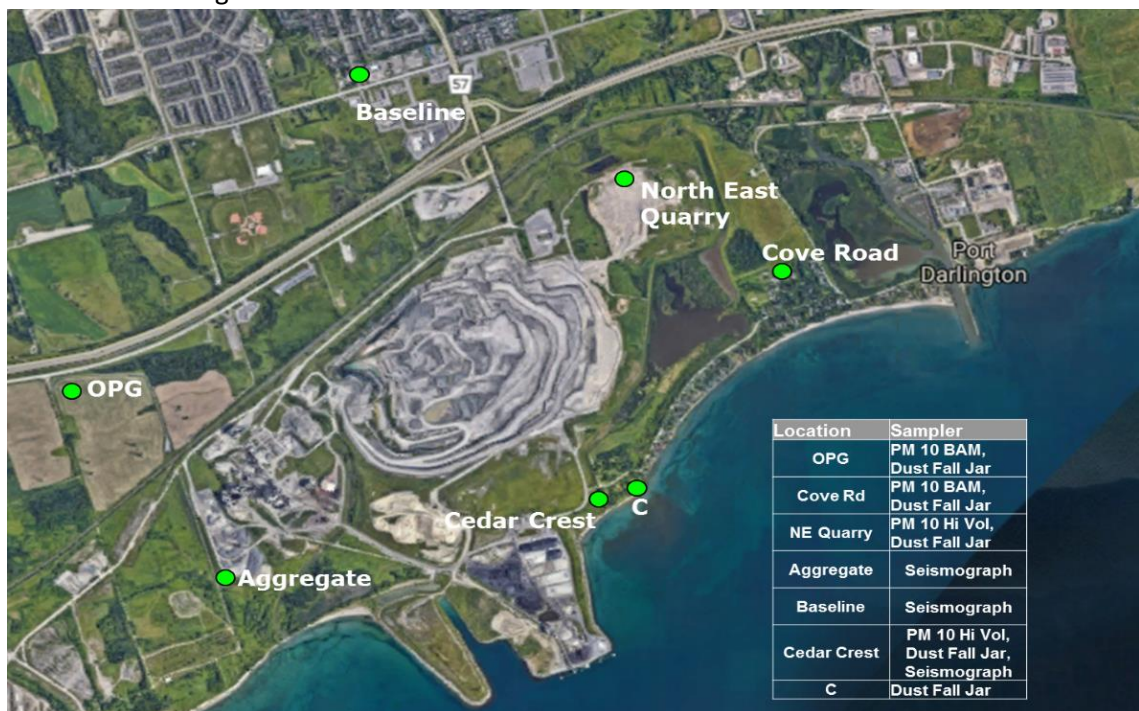 57
Baseline
North East
Quarry
Cove Road
Port
Darlington
OPG
Cedar Crest
C
Aggregate
Location Sampler
OPG PM 10 BAM,
Dust Fall Jar
Cove Rd PM 10 BAM,
Dust Fall Jar
NE Quarry PM 10 Hi Vol,
Dust Fall Jar
Aggregate Seismograph
Baseline Seismograph
Cedar Crest PM 10 Hi Vol,
Dust Fall Jar,
Seismograph
C Dust Fall Jar